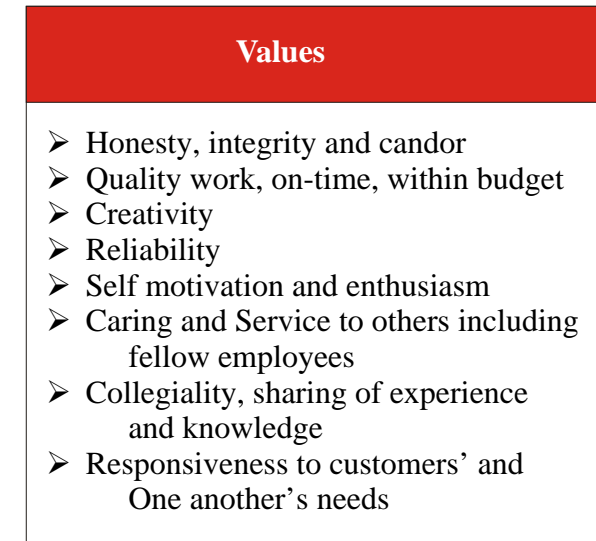 Values
➢ Honesty, integrity and candor
➢ Quality work, on-time, within budget
➢ Creativity
➢ Reliability
➢ Self motivation and enthusiasm
➢ Caring and Service to others including
fellow employees
➢ Collegiality, sharing of experience
and knowledge
➢ Responsiveness to customers’ and
One another’s needs